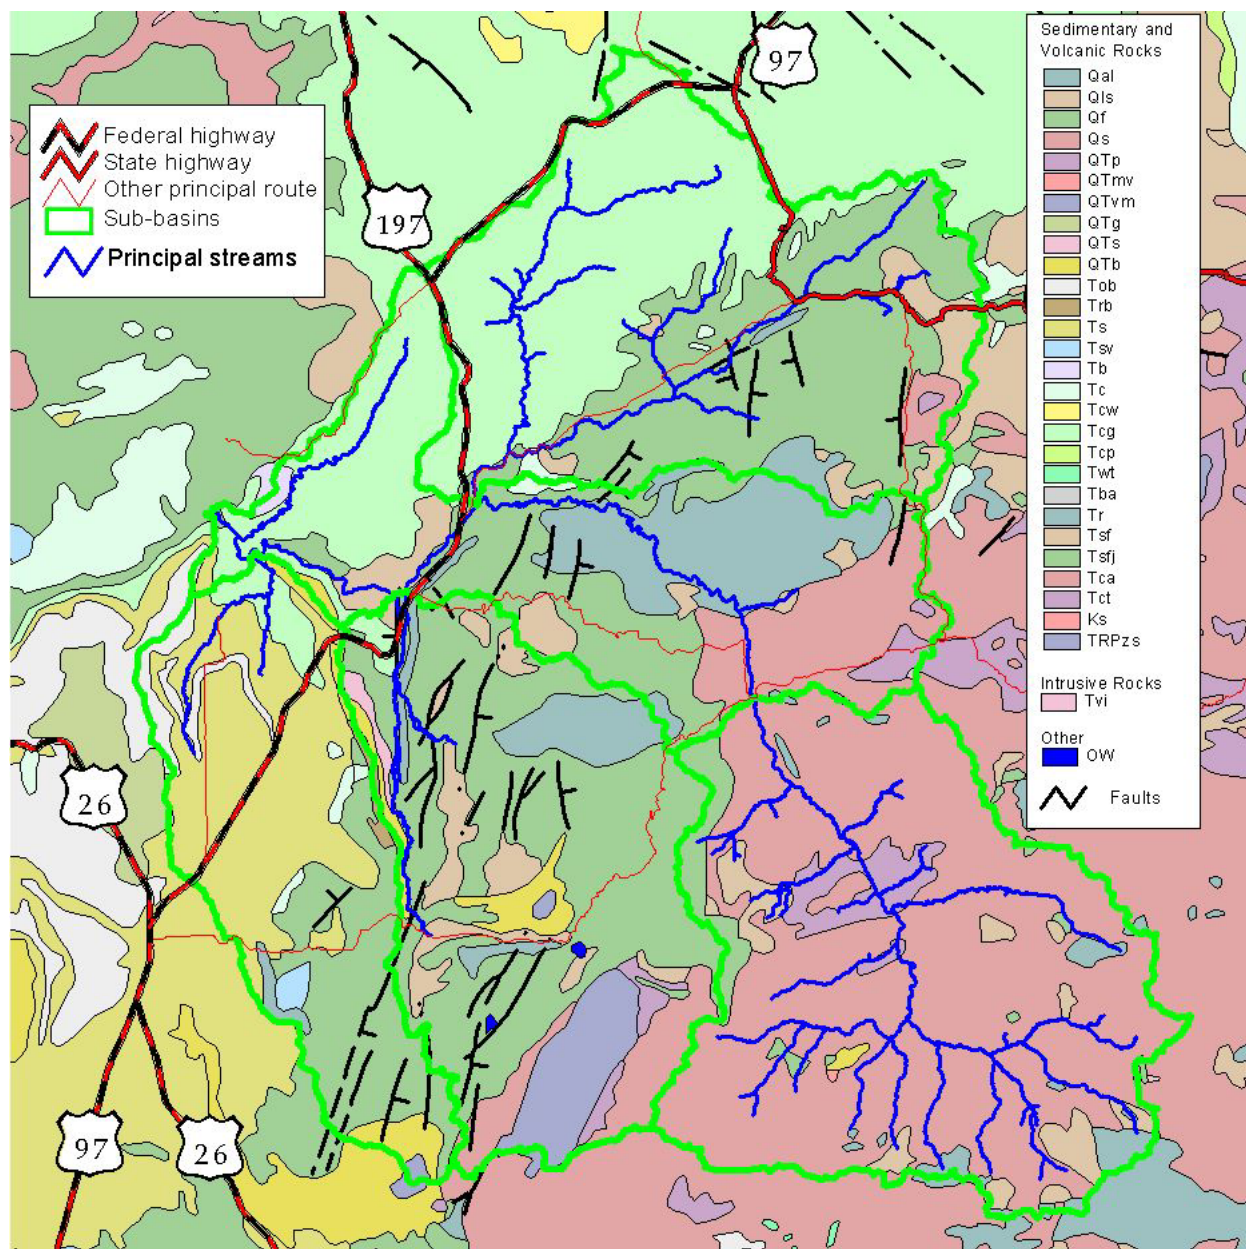 97
Federal highway
State highway
Other principal route
Sub-basins
Principal streams
197
Sedimentary and
Volcanic Rocks
Qal
Qls
Qf
Qs
QTp
QTmv
QTvm
QTg
QTs
QTb
Tob
Trb
Ts
Tsv
Tb
Tc
Tcw
Tcg
Tcp
Twt
Tba
Tr
Tsf
Tsfj
Tca
Tct
Ks
TRPzs
Intrusive Rocks
Tvi
Other
OW
Faults
26
97
26